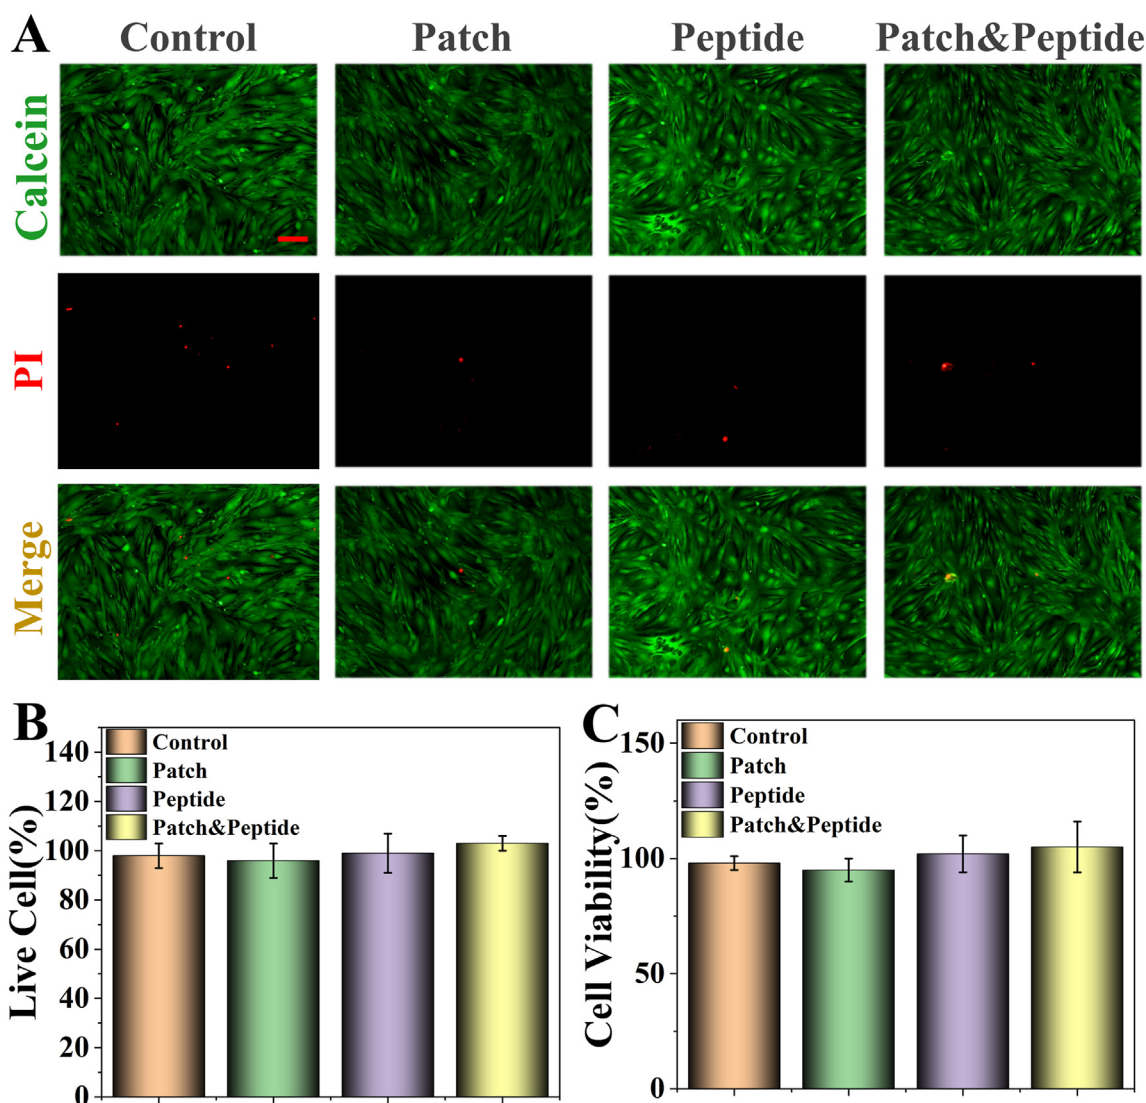 A
Control Patch Peptide Patch&Peptide
Calcein
PI
Merge
B
Live Cell(%)
140
120
100
80
60
40
20
0
Control
Patch
Peptide
Patch&Peptide
C
Cell Viability(%)
150
100
50
0
Control
Patch
Peptide
Patch&Peptide